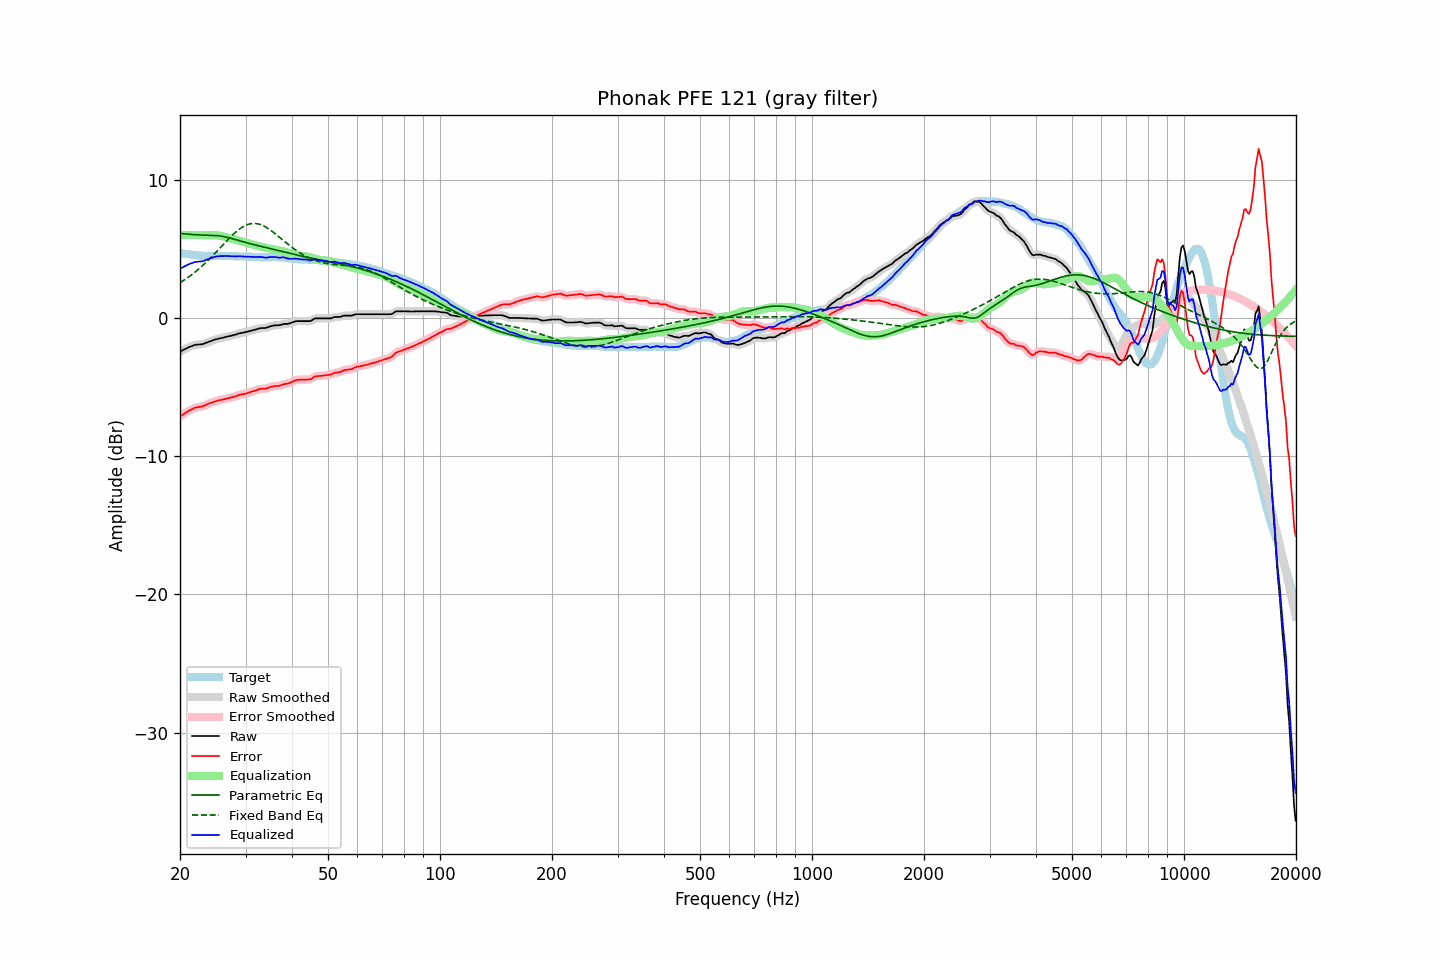 Phonak PFE 121 (gray filter)
10
0
−10
−20
−30
Amplitude (dBr)
Target
Raw Smoothed
Error Smoothed
Raw
Error
Equalization
Parametric Eq
Fixed Band Eq
Equalized
20 50 100 200 500 1000 2000 5000 10000 20000
Frequency (Hz)